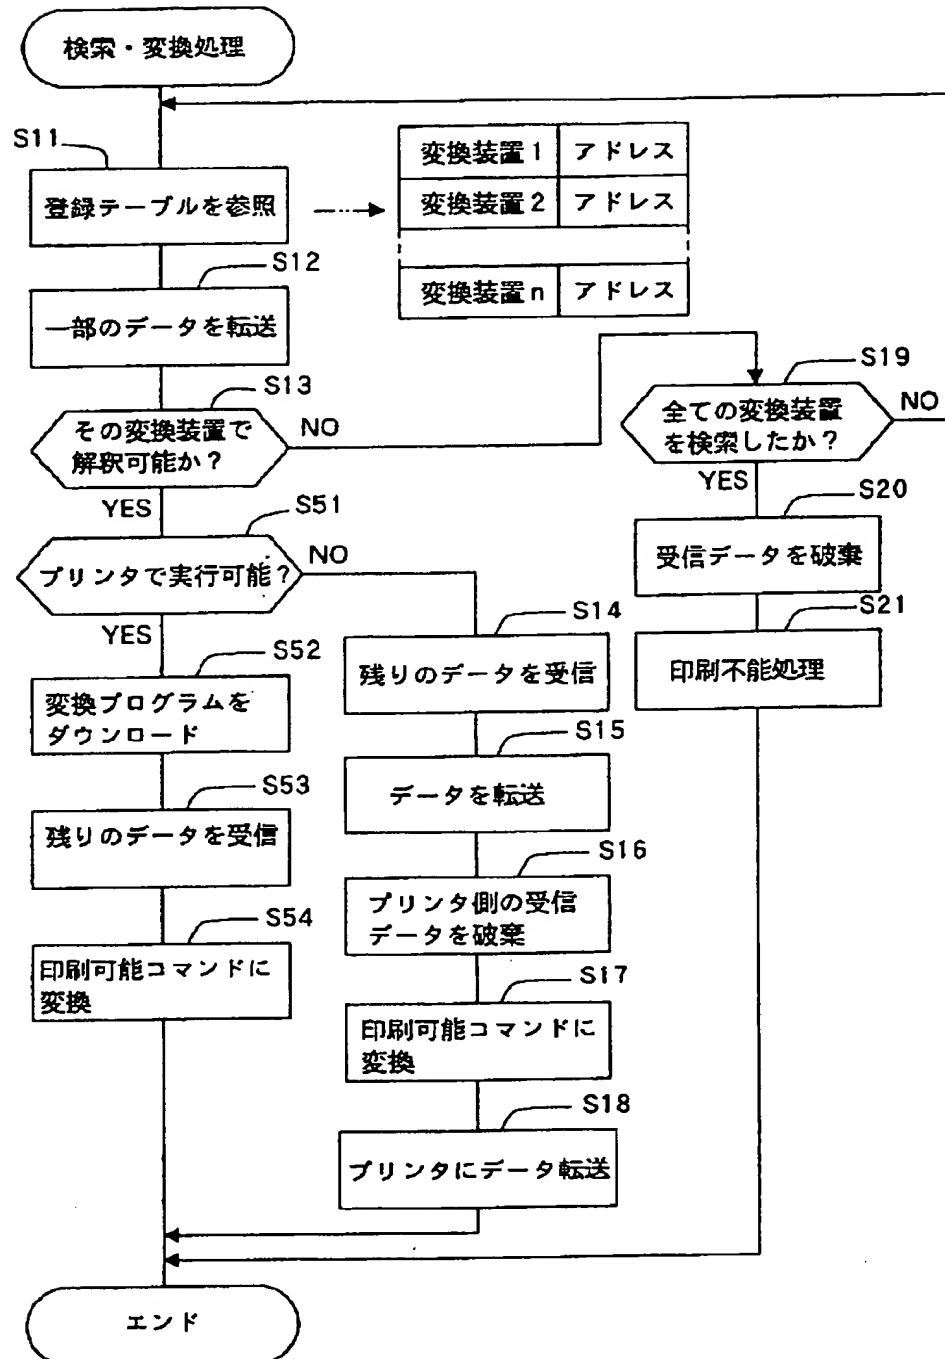 検索・変換処理
S11
登録テーブルを参照
変換装置1 アドレス
変換装置2 アドレス
変換装置n アドレス
S12
一部のデータを転送
S13
その変換装置で
解釈可能か?
NO
YES
S19
全ての変換装置
を検索したか?
NO
YES
S20
受信データを破棄
S21
印刷不能処理
S51
プリンタで実行可能?
NO
YES
S52
変換プログラムを
ダウンロード
S53
残りのデータを受信
S54
印刷可能コマンドに
変換
S14
残りのデータを受信
S15
データを転送
S16
プリンタ側の受信
データを破棄
S17
印刷可能コマンドに
変換
S18
プリンタにデータ転送
エンド